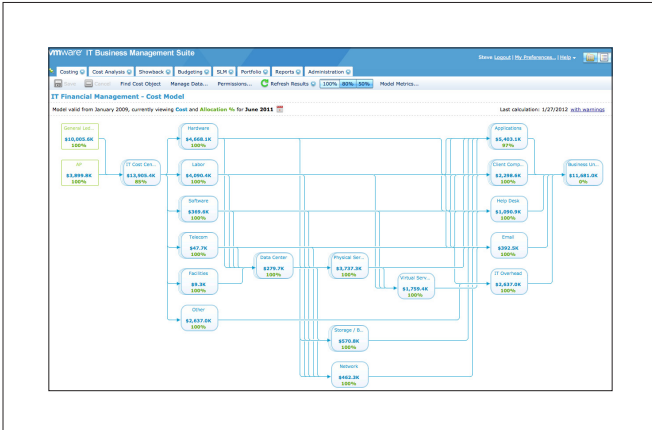 vmware IT Business Management Suite
Steve Logout | My Preferences... | Help
Costing Cost Analysis Showback Budgeting SLM Portfolio Reports Administration
Save Cancel Find Cost Object Manage Data... Permissions... Refresh Results 100% 80% 50% Model Metrics...
IT Financial Management - Cost Model
Model valid from January 2009, currently viewing Cost and Allocation % for June 2011
Last calculation: 1/27/2012 with warnings
General Led...
$10,005.6K
100%
AP
$3,899.8K
100%
IT Cost Cen...
$13,905.4K
85%
Hardware
$4,668.1K
100%
Labor
$4,090.4K
100%
Software
$369.6K
100%
Telecom
$47.7K
100%
Facilities
$9.3K
100%
Other
$2,637.0K
100%
Data Center
$279.7K
100%
Physical Ser...
$3,737.3K
100%
Virtual Serv...
$1,759.4K
100%
Storage / B...
$570.8K
100%
Network
$462.3K
100%
Applications
$5,403.1K
97%
Client Comp...
$2,298.6K
100%
Help Desk
$1,090.9K
100%
Email
$392.5K
100%
IT Overhead
$2,637.0K
100%
Business Un...
$11,681.0K
0%